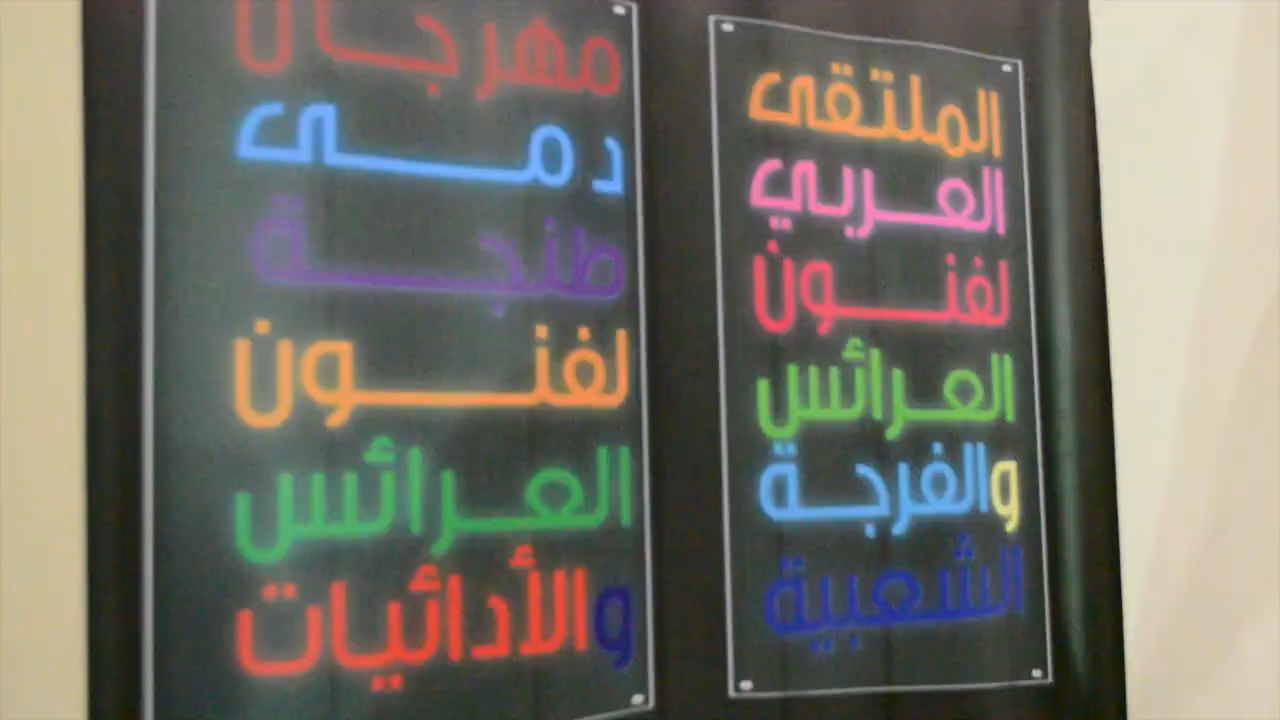 الملتقى
العربي
لفنون
العرائس
والفرجة
الشعبية
مهرجان
دمى
طنجة
لفنون
العرائس
والأدائيات